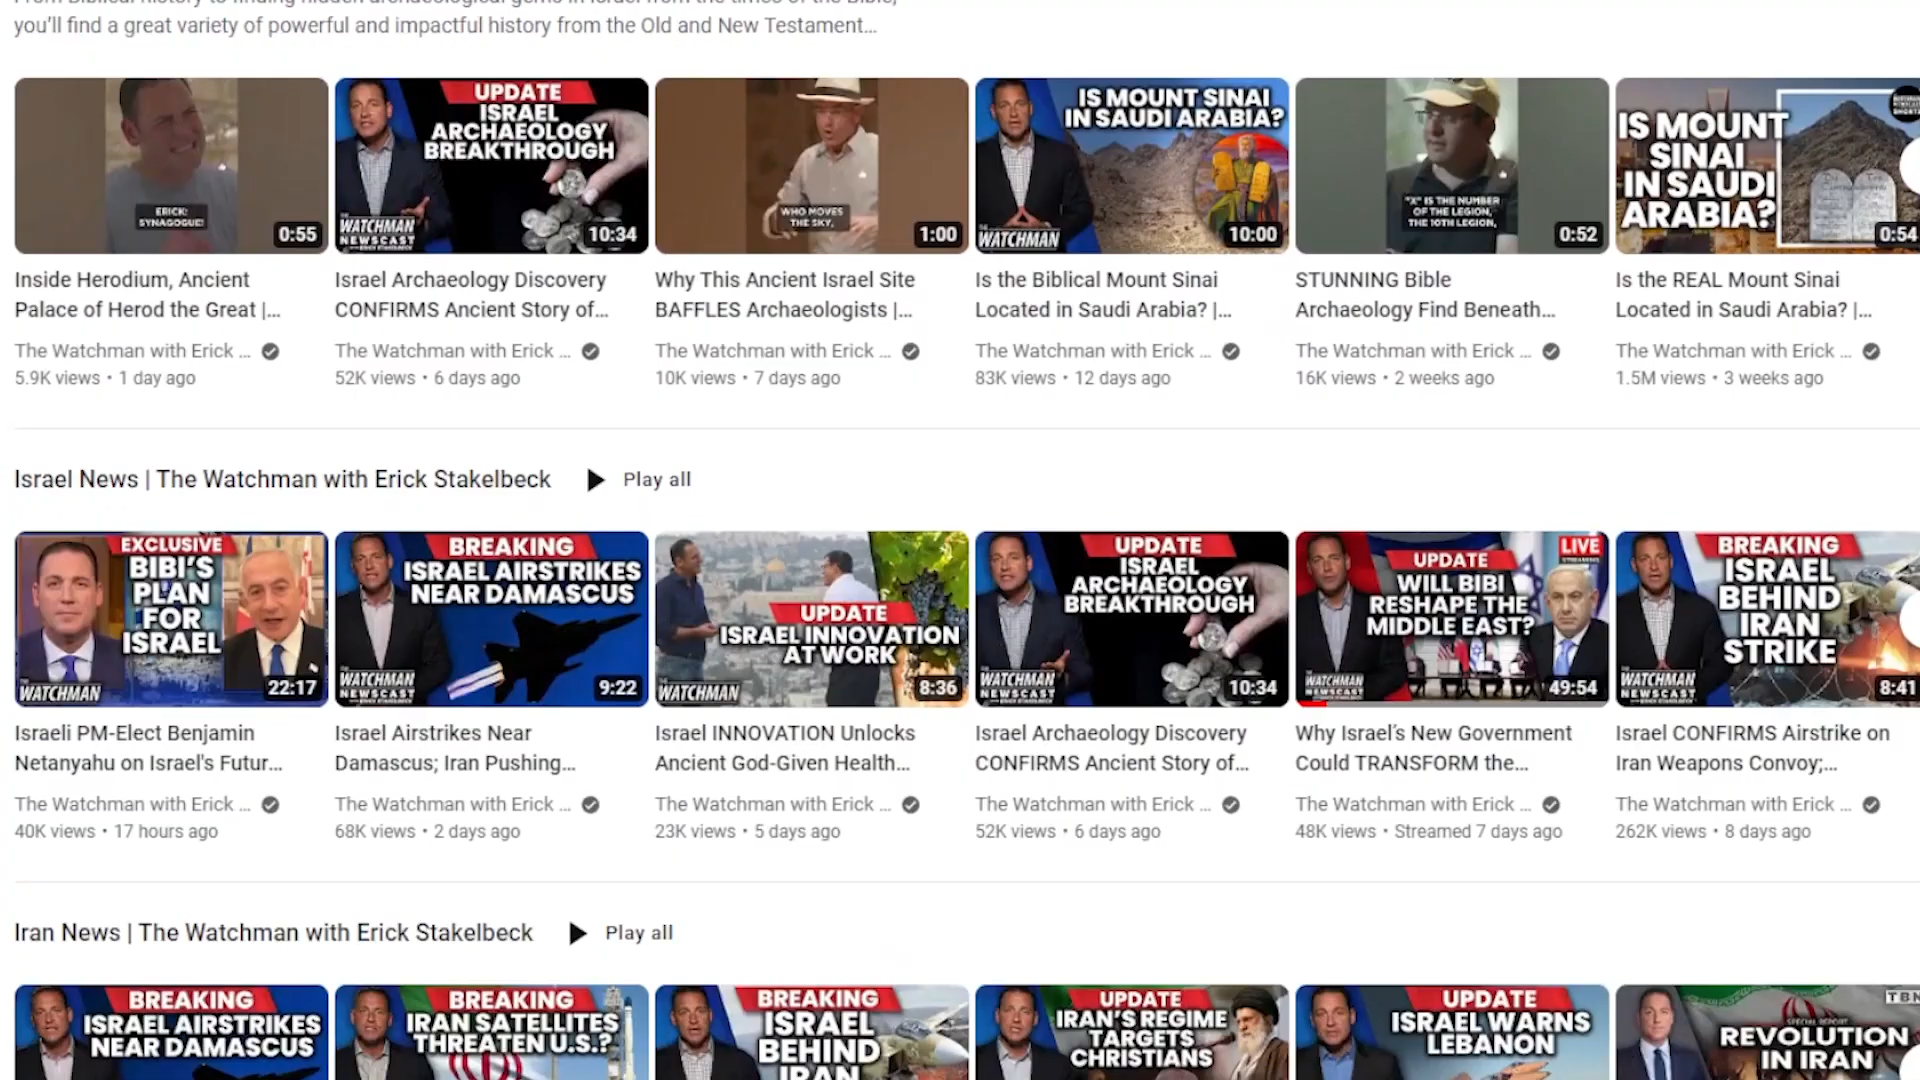 you'll find a great variety of powerful and impactful history from the Old and New Testament...
ERICK:
SYNAGOGUE!
0:55
UPDATE
ISRAEL
ARCHAEOLOGY
BREAKTHROUGH
THE
WATCHMAN
NEWSCAST
10:34
WHO MOVES
THE SKY,
1:00
IS MOUNT SINAI
IN SAUDI ARABIA?
THE
WATCHMAN
10:00
"X" IS THE NUMBER
OF THE LEGION,
THE 10TH LEGION,
0:52
IS MOUNT
SINAI
IN SAUDI
ARABIA?
0:54
Inside Herodium, Ancient
Palace of Herod the Great |...
The Watchman with Erick ...
5.9K views • 1 day ago
Israel Archaeology Discovery
CONFIRMS Ancient Story of...
The Watchman with Erick ...
52K views • 6 days ago
Why This Ancient Israel Site
BAFFLES Archaeologists |...
The Watchman with Erick ...
10K views • 7 days ago
Is the Biblical Mount Sinai
Located in Saudi Arabia? |...
The Watchman with Erick ...
83K views • 12 days ago
STUNNING Bible
Archaeology Find Beneath...
The Watchman with Erick ...
16K views • 2 weeks ago
Is the REAL Mount Sinai
Located in Saudi Arabia? |...
The Watchman with Erick ...
1.5M views • 3 weeks ago
Israel News | The Watchman with Erick Stakelbeck
Play all
EXCLUSIVE
BIBI'S
PLAN
FOR
ISRAEL
THE
WATCHMAN
22:17
BREAKING
ISRAEL AIRSTRIKES
NEAR DAMASCUS
THE
WATCHMAN
NEWSCAST
9:22
UPDATE
ISRAEL INNOVATION
AT WORK
THE
WATCHMAN
8:36
UPDATE
ISRAEL
ARCHAEOLOGY
BREAKTHROUGH
THE
WATCHMAN
NEWSCAST
10:34
LIVE
UPDATE
WILL BIBI
RESHAPE THE
MIDDLE EAST?
THE
WATCHMAN
NEWSCAST
49:54
BREAKING
ISRAEL
BEHIND
IRAN
STRIKE
THE
WATCHMAN
NEWSCAST
8:41
Israeli PM-Elect Benjamin
Netanyahu on Israel's Futur...
The Watchman with Erick ...
40K views • 17 hours ago
Israel Airstrikes Near
Damascus; Iran Pushing...
The Watchman with Erick ...
68K views • 2 days ago
Israel INNOVATION Unlocks
Ancient God-Given Health...
The Watchman with Erick ...
23K views • 5 days ago
Israel Archaeology Discovery
CONFIRMS Ancient Story of...
The Watchman with Erick ...
52K views • 6 days ago
Why Israel's New Government
Could TRANSFORM the...
The Watchman with Erick ...
48K views • Streamed 7 days ago
Israel CONFIRMS Airstrike on
Iran Weapons Convoy;...
The Watchman with Erick ...
262K views • 8 days ago
Iran News | The Watchman with Erick Stakelbeck
Play all
BREAKING
ISRAEL AIRSTRIKES
NEAR DAMASCUS
BREAKING
IRAN SATELLITES
THREATEN U.S.?
BREAKING
ISRAEL
BEHIND
IRAN
UPDATE
IRAN'S REGIME
TARGETS
CHRISTIANS
UPDATE
ISRAEL WARNS
LEBANON
TBN
SPECIAL REPORT
REVOLUTION
IN IRAN